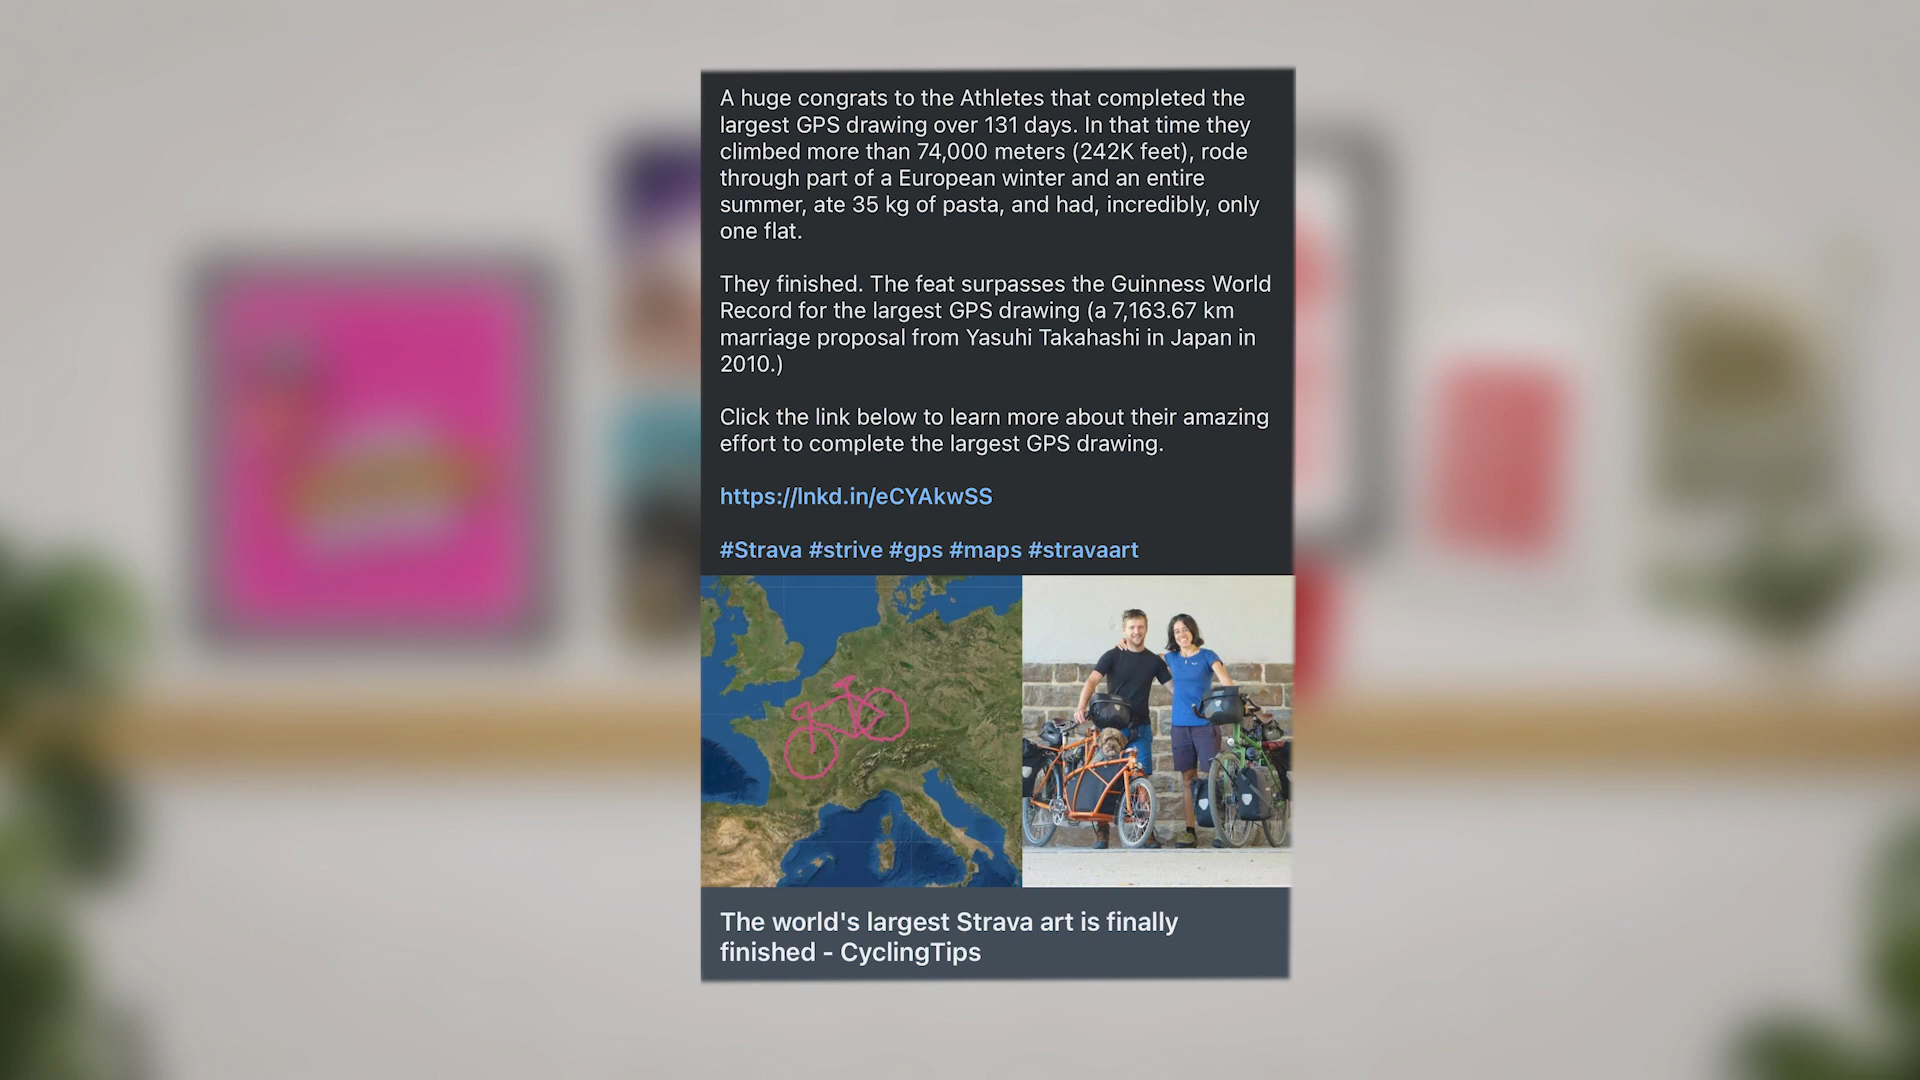 A huge congrats to the Athletes that completed the
largest GPS drawing over 131 days. In that time they
climbed more than 74,000 meters (242K feet), rode
through part of a European winter and an entire
summer, ate 35 kg of pasta, and had, incredibly, only
one flat.
They finished. The feat surpasses the Guinness World
Record for the largest GPS drawing (a 7,163.67 km
marriage proposal from Yasuhi Takahashi in Japan in
2010.)
Click the link below to learn more about their amazing
effort to complete the largest GPS drawing.
https://lnkd.in/eCYAkwSS
#Strava #strive #gps #maps #stravaart
The world's largest Strava art is finally
finished - CyclingTips